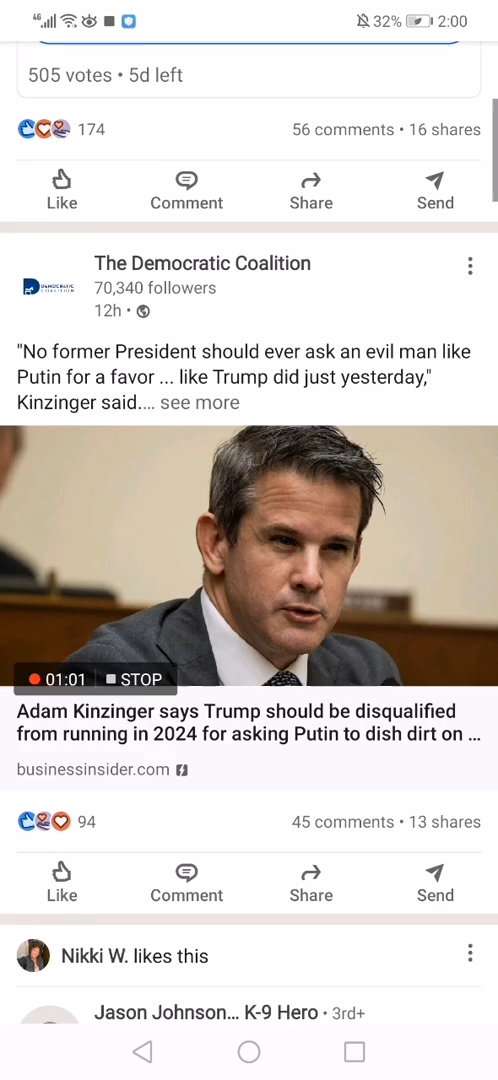 4G 32% 2:00
505 votes • 5d left
174 56 comments • 16 shares
Like Comment Share Send
The Democratic Coalition
70,340 followers
DEMOCRATIC
COALITION
12h •
"No former President should ever ask an evil man like
Putin for a favor ... like Trump did just yesterday,"
Kinzinger said.... see more
01:01 STOP
Adam Kinzinger says Trump should be disqualified
from running in 2024 for asking Putin to dish dirt on ...
businessinsider.com
94 45 comments • 13 shares
Like Comment Share Send
Nikki W. likes this
Jason Johnson... K-9 Hero • 3rd+